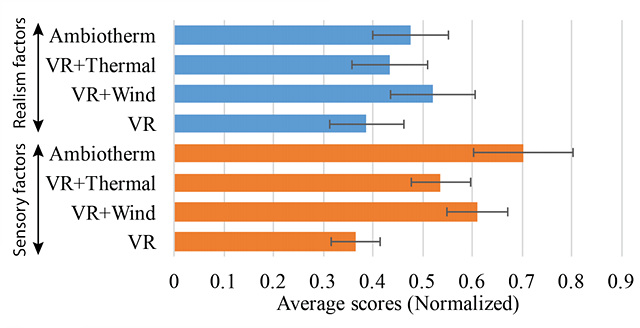 Realism factors
Ambiotherm
VR+Thermal
VR+Wind
VR
Sensory factors
Ambiotherm
VR+Thermal
VR+Wind
VR
0 0.1 0.2 0.3 0.4 0.5 0.6 0.7 0.8 0.9
Average scores (Normalized)